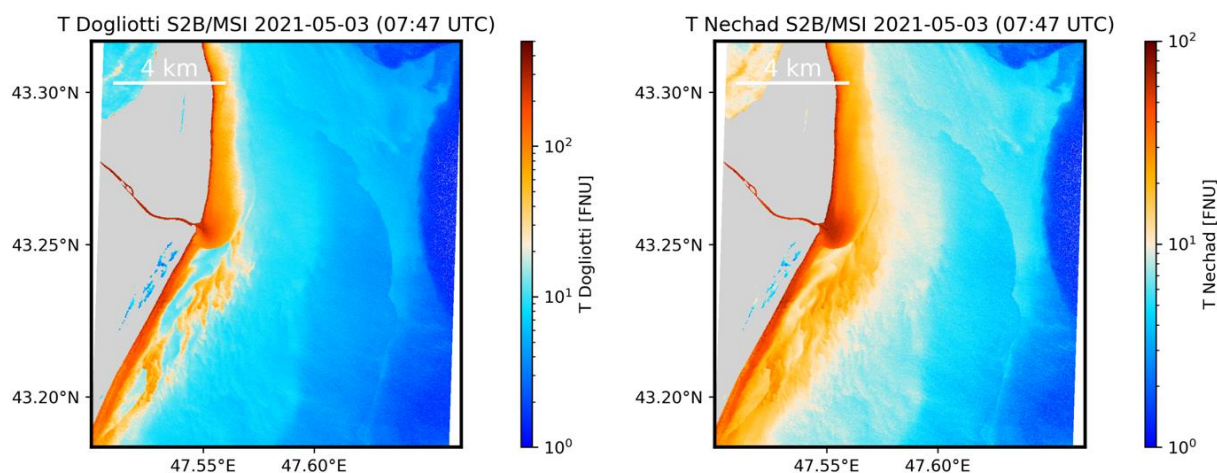 T Dogliotti S2B/MSI 2021-05-03 (07:47 UTC)
4 km
43.30°N
43.25°N
43.20°N
47.55°E
47.60°E
10²
10¹
10⁰
T Dogliotti [FNU]
T Nechad S2B/MSI 2021-05-03 (07:47 UTC)
4 km
43.30°N
43.25°N
43.20°N
47.55°E
47.60°E
10²
10¹
10⁰
T Nechad [FNU]